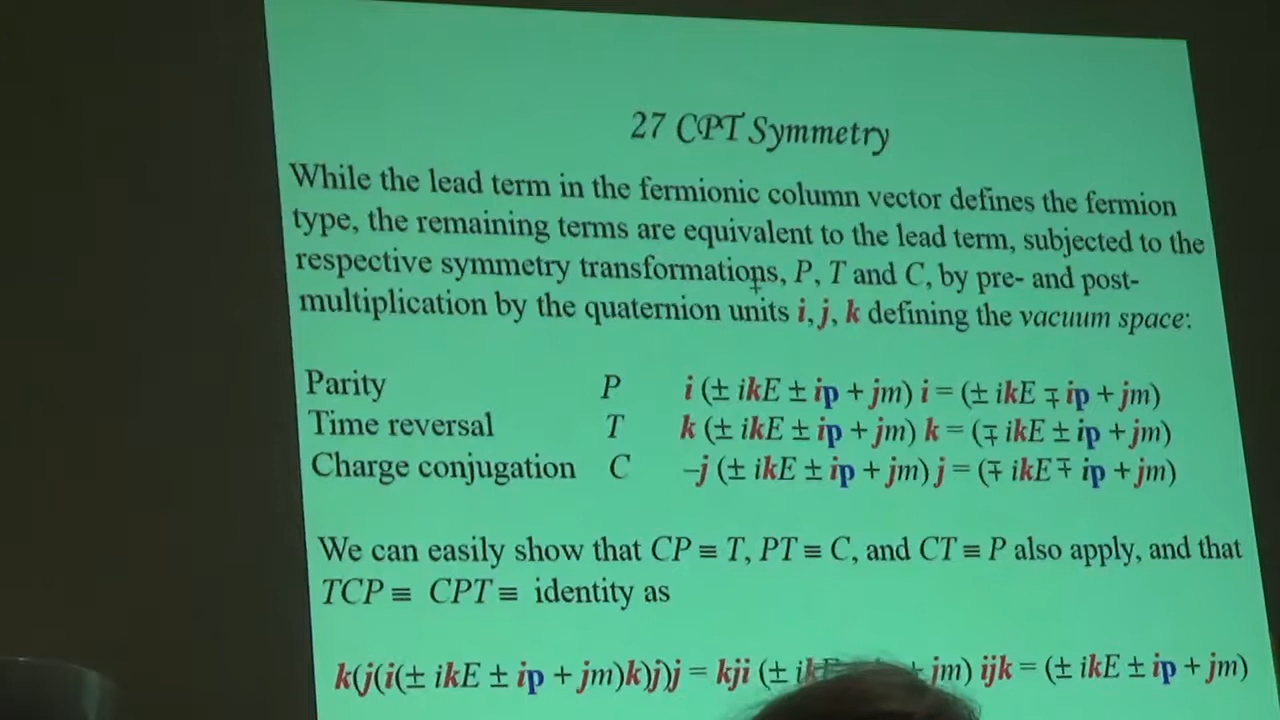 27 CPT Symmetry
While the lead term in the fermionic column vector defines the fermion
type, the remaining terms are equivalent to the lead term, subjected to the
respective symmetry transformations, P, T and C, by pre- and post-
multiplication by the quaternion units i, j, k defining the vacuum space:
Parity P i (± ikE ± ip + jm) i = (± ikE ∓ ip + jm)
Time reversal T k (± ikE ± ip + jm) k = (∓ ikE ± ip + jm)
Charge conjugation C –j (± ikE ± ip + jm) j = (∓ ikE ∓ ip + jm)
We can easily show that CP ≡ T, PT ≡ C, and CT ≡ P also apply, and that
TCP ≡ CPT ≡ identity as
k(j(i(± ikE ± ip + jm)k)j)j = kji (± ikE + jm) ijk = (± ikE ± ip + jm)